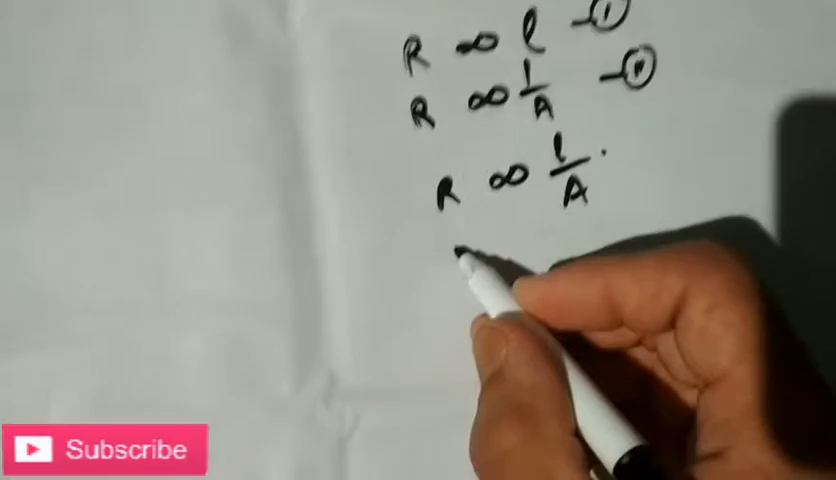 R ∝ l —①
R ∝ 1/A —②
R ∝ l/A.
Subscribe